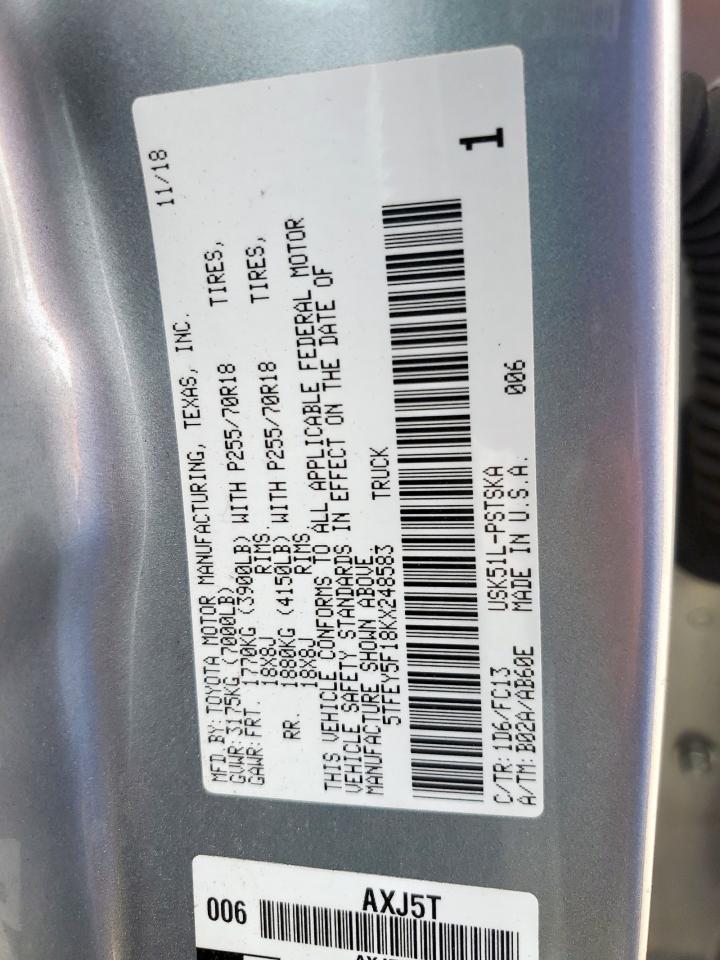 MFD BY: TOYOTA MOTOR MANUFACTURING, TEXAS, INC. 11/18
GVWR: 3175KG (7000LB)
GAWR: FRT. 1770KG (3900LB) WITH P255/70R18 TIRES,
18X8J RIMS
RR. 1880KG (4150LB) WITH P255/70R18 TIRES,
18X8J RIMS
THIS VEHICLE CONFORMS TO ALL APPLICABLE FEDERAL MOTOR
VEHICLE SAFETY STANDARDS IN EFFECT ON THE DATE OF
MANUFACTURE SHOWN ABOVE
5TFEY5F18KX248583 TRUCK
1
C/TR: 1D6/FC13 USK51L-PSTSKA 006
A/TM: B02A/AB60E MADE IN U.S.A.
AXJ5T
006